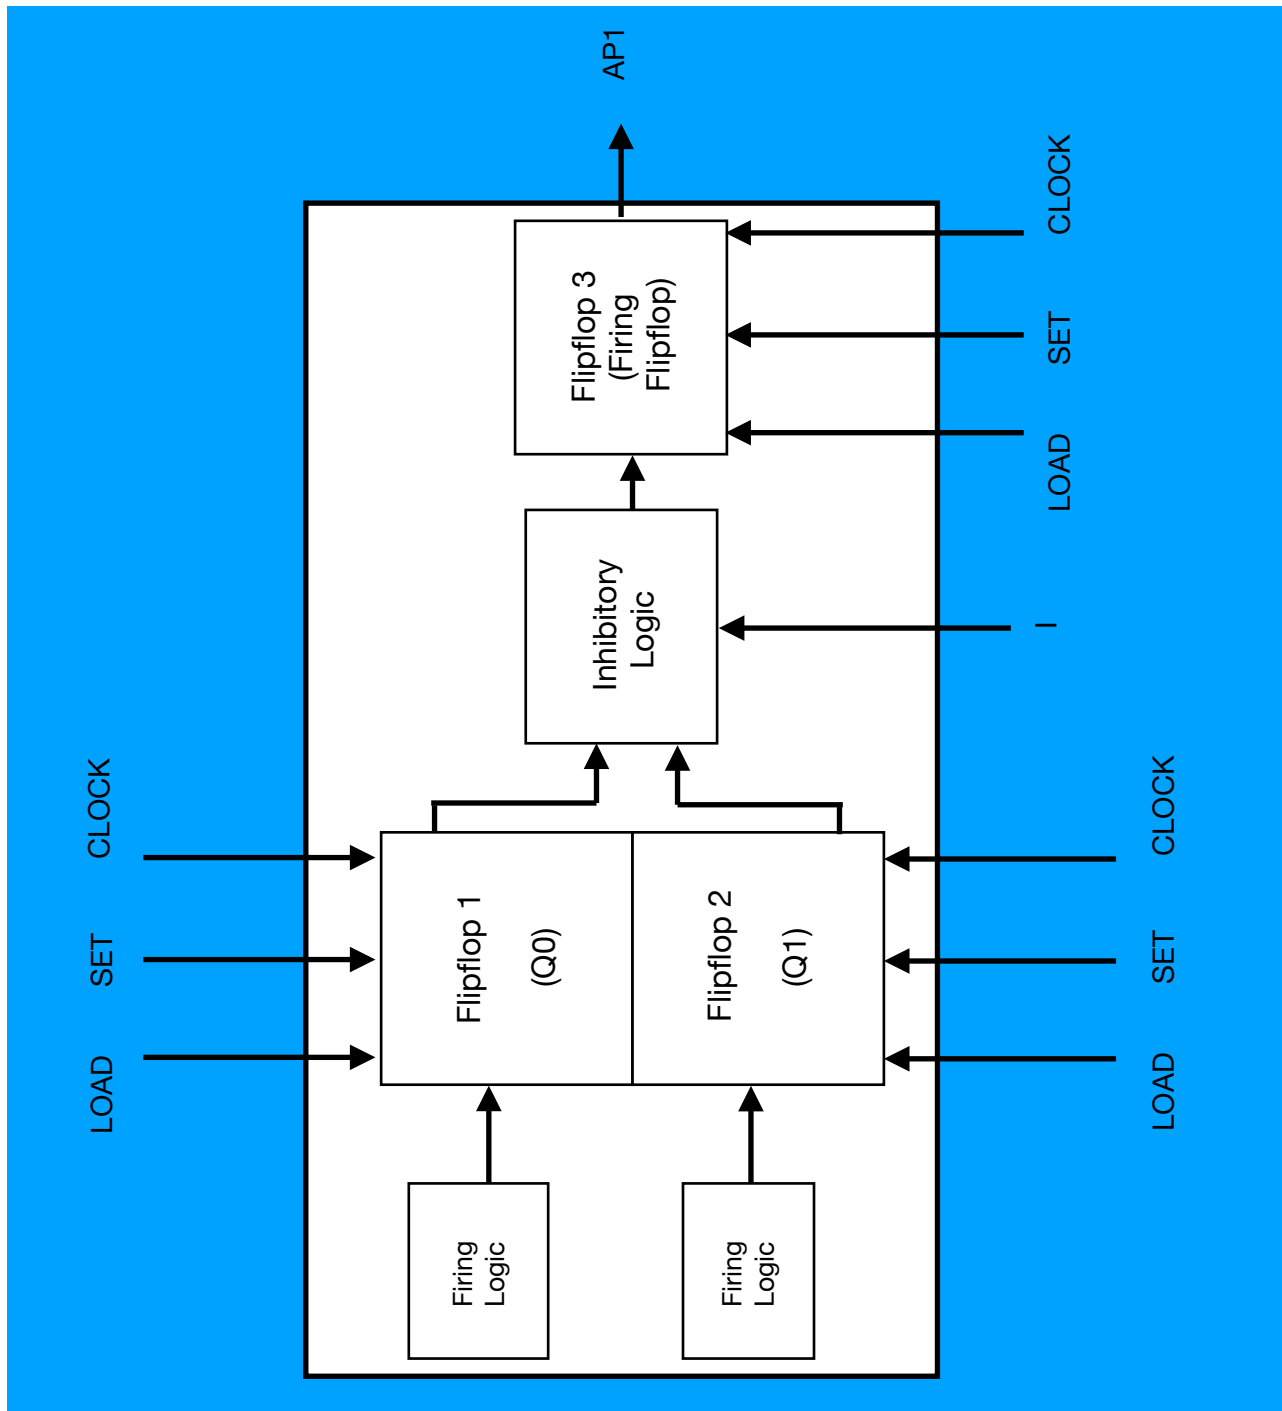 LOAD
SET
CLOCK
Firing
Logic
Flipflop 1
(Q0)
Inhibitory
Logic
Flipflop 3
(Firing
Flipflop)
AP1
Firing
Logic
Flipflop 2
(Q1)
I
LOAD
SET
CLOCK
LOAD
SET
CLOCK